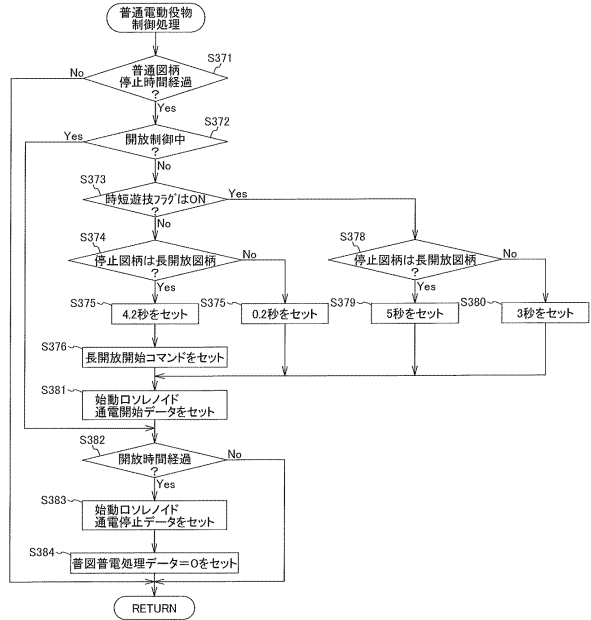 普通電動役物
制御処理
S371
普通図柄
停止時間経過
?
No
Yes
S372
開放制御中
?
Yes
No
S373
時短遊技フラグはON
?
Yes
No
S374
停止図柄は長開放図柄
?
No
Yes
S378
停止図柄は長開放図柄
?
No
Yes
S375
4.2秒をセット
S375
0.2秒をセット
S379
5秒をセット
S380
3秒をセット
S376
長開放開始コマンドをセット
S381
始動口ソレノイド
通電開始データをセット
S382
開放時間経過
?
No
Yes
S383
始動口ソレノイド
通電停止データをセット
S384
普図普電処理データ=0をセット
RETURN